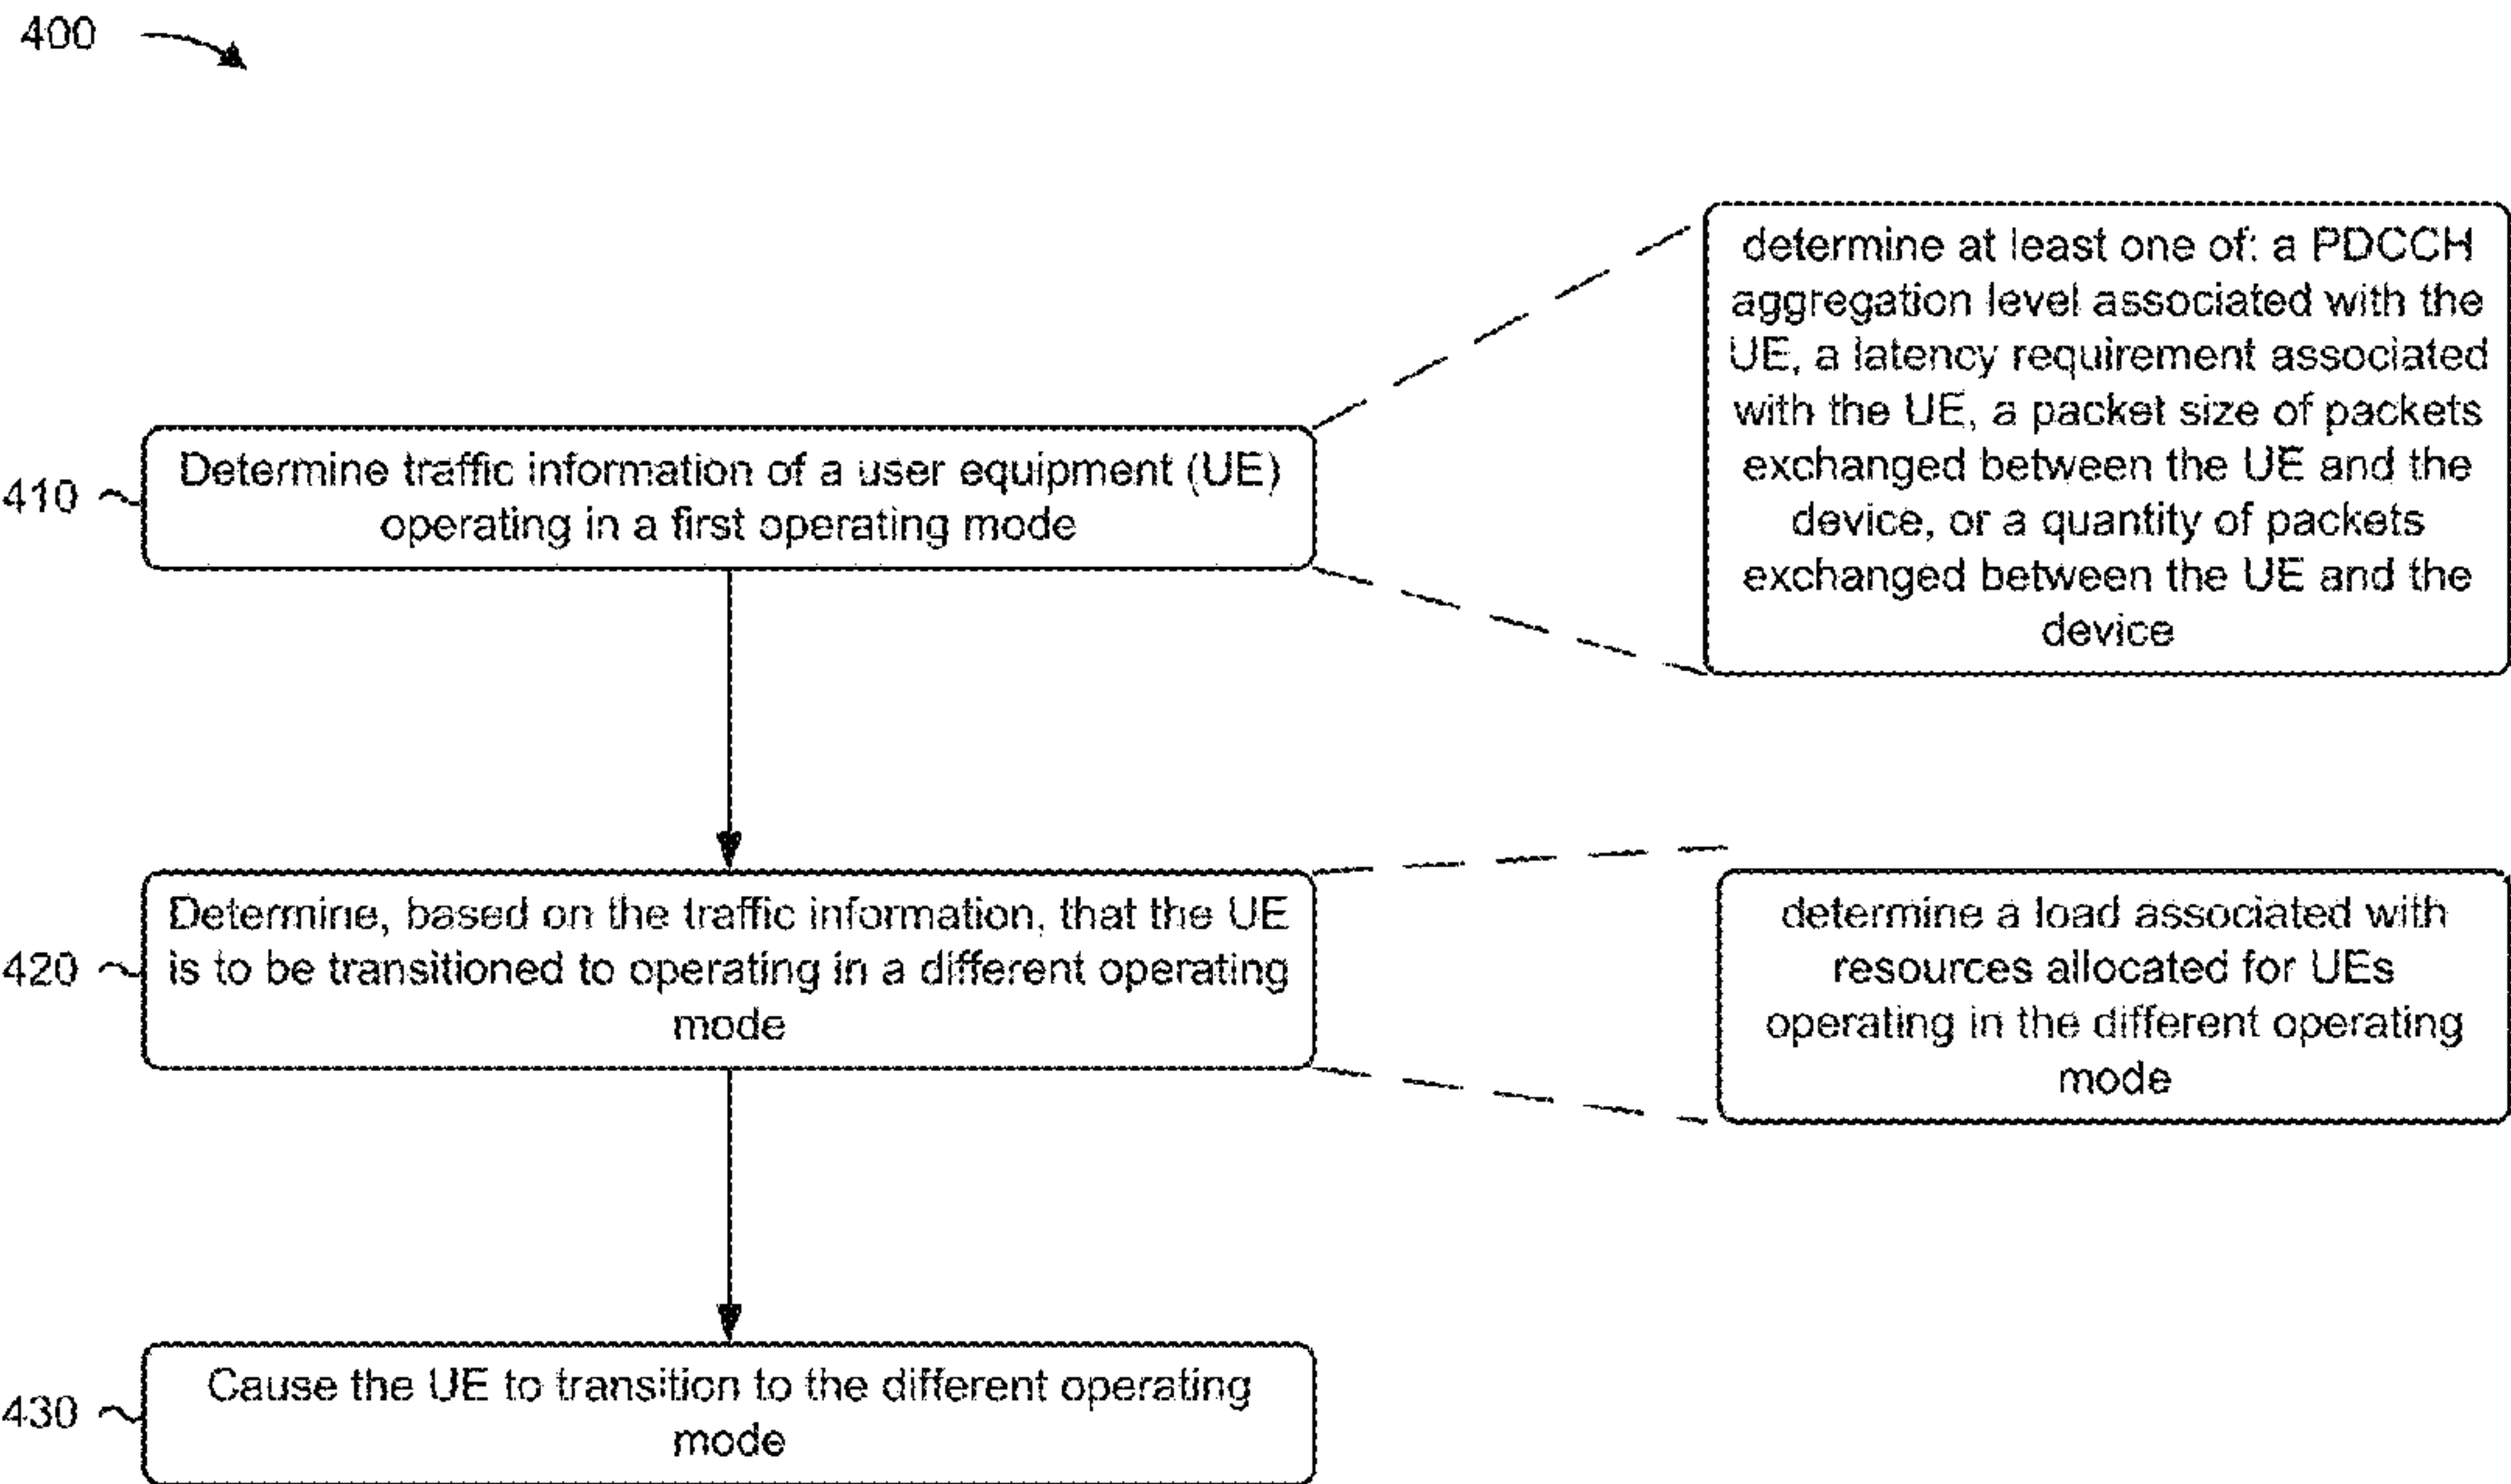 400
determine at least one of: a PDCCH
aggregation level associated with the
UE, a latency requirement associated
with the UE, a packet size of packets
exchanged between the UE and the
device, or a quantity of packets
exchanged between the UE and the
device
410
Determine traffic information of a user equipment (UE)
operating in a first operating mode
420
Determine, based on the traffic information, that the UE
is to be transitioned to operating in a different operating
mode
determine a load associated with
resources allocated for UEs
operating in the different operating
mode
430
Cause the UE to transition to the different operating
mode